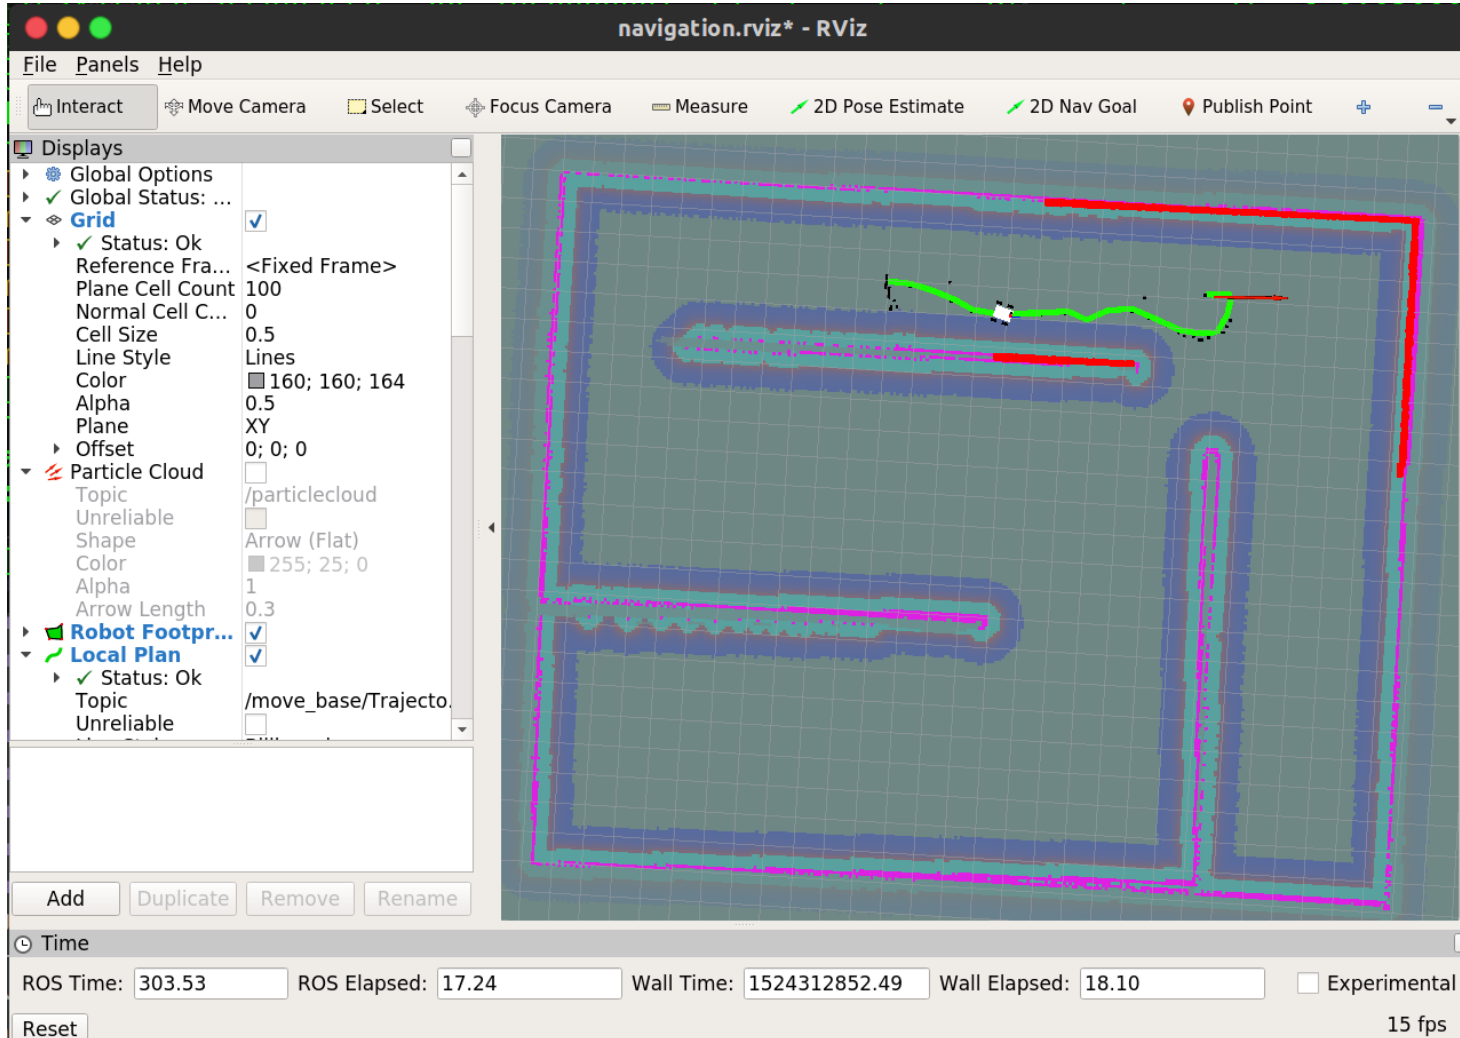 navigation.rviz* - RViz
File Panels Help
Interact Move Camera Select Focus Camera Measure 2D Pose Estimate 2D Nav Goal Publish Point
Displays
Global Options
Global Status: ...
Grid
Status: Ok
Reference Fra... <Fixed Frame>
Plane Cell Count 100
Normal Cell C... 0
Cell Size 0.5
Line Style Lines
Color 160; 160; 164
Alpha 0.5
Plane XY
Offset 0; 0; 0
Particle Cloud
Topic /particlecloud
Unreliable
Shape Arrow (Flat)
Color 255; 25; 0
Alpha 1
Arrow Length 0.3
Robot Footpr...
Local Plan
Status: Ok
Topic /move_base/Trajecto.
Unreliable
Add Duplicate Remove Rename
Time
ROS Time: 303.53 ROS Elapsed: 17.24 Wall Time: 1524312852.49 Wall Elapsed: 18.10 Experimental
Reset 15 fps